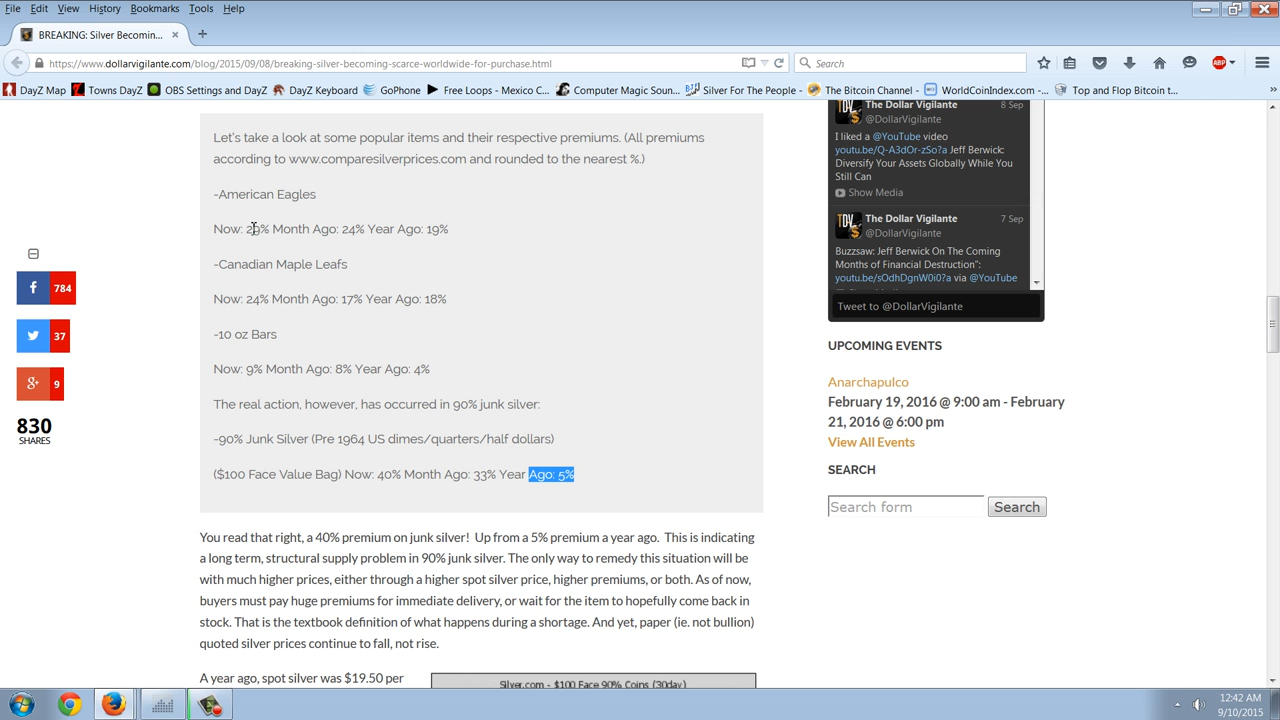 File Edit View History Bookmarks Tools Help
BREAKING: Silver Becomin... × +
https://www.dollarvigilante.com/blog/2015/09/08/breaking-silver-becoming-scarce-worldwide-for-purchase.html Search ABP
DayZ Map Towns DayZ OBS Settings and DayZ DayZ Keyboard GoPhone Free Loops - Mexico C... Computer Magic Soun... Silver For The People - ... The Bitcoin Channel - ... WorldCoinIndex.com -... Top and Flop Bitcoin t...
Let's take a look at some popular items and their respective premiums. (All premiums
according to www.comparesilverprices.com and rounded to the nearest %.)
-American Eagles
Now: 29% Month Ago: 24% Year Ago: 19%
-Canadian Maple Leafs
Now: 24% Month Ago: 17% Year Ago: 18%
-10 oz Bars
Now: 9% Month Ago: 8% Year Ago: 4%
The real action, however, has occurred in 90% junk silver:
-90% Junk Silver (Pre 1964 US dimes/quarters/half dollars)
($100 Face Value Bag) Now: 40% Month Ago: 33% Year Ago: 5%
784
37
9
830
SHARES
You read that right, a 40% premium on junk silver! Up from a 5% premium a year ago. This is indicating
a long term, structural supply problem in 90% junk silver. The only way to remedy this situation will be
with much higher prices, either through a higher spot silver price, higher premiums, or both. As of now,
buyers must pay huge premiums for immediate delivery, or wait for the item to hopefully come back in
stock. That is the textbook definition of what happens during a shortage. And yet, paper (ie. not bullion)
quoted silver prices continue to fall, not rise.
A year ago, spot silver was $19.50 per
Silver.com - $100 Face 90% Coins (30day)
The Dollar Vigilante 8 Sep
@DollarVigilante
I liked a @YouTube video
youtu.be/Q-A3dOr-zSo?a Jeff Berwick:
Diversify Your Assets Globally While You
Still Can
Show Media
The Dollar Vigilante 7 Sep
@DollarVigilante
Buzzsaw: Jeff Berwick On The Coming
Months of Financial Destruction":
youtu.be/sOdhDgnW0i0?a via @YouTube
Tweet to @DollarVigilante
UPCOMING EVENTS
Anarchapulco
February 19, 2016 @ 9:00 am - February
21, 2016 @ 6:00 pm
View All Events
SEARCH
Search form Search
12:42 AM
9/10/2015